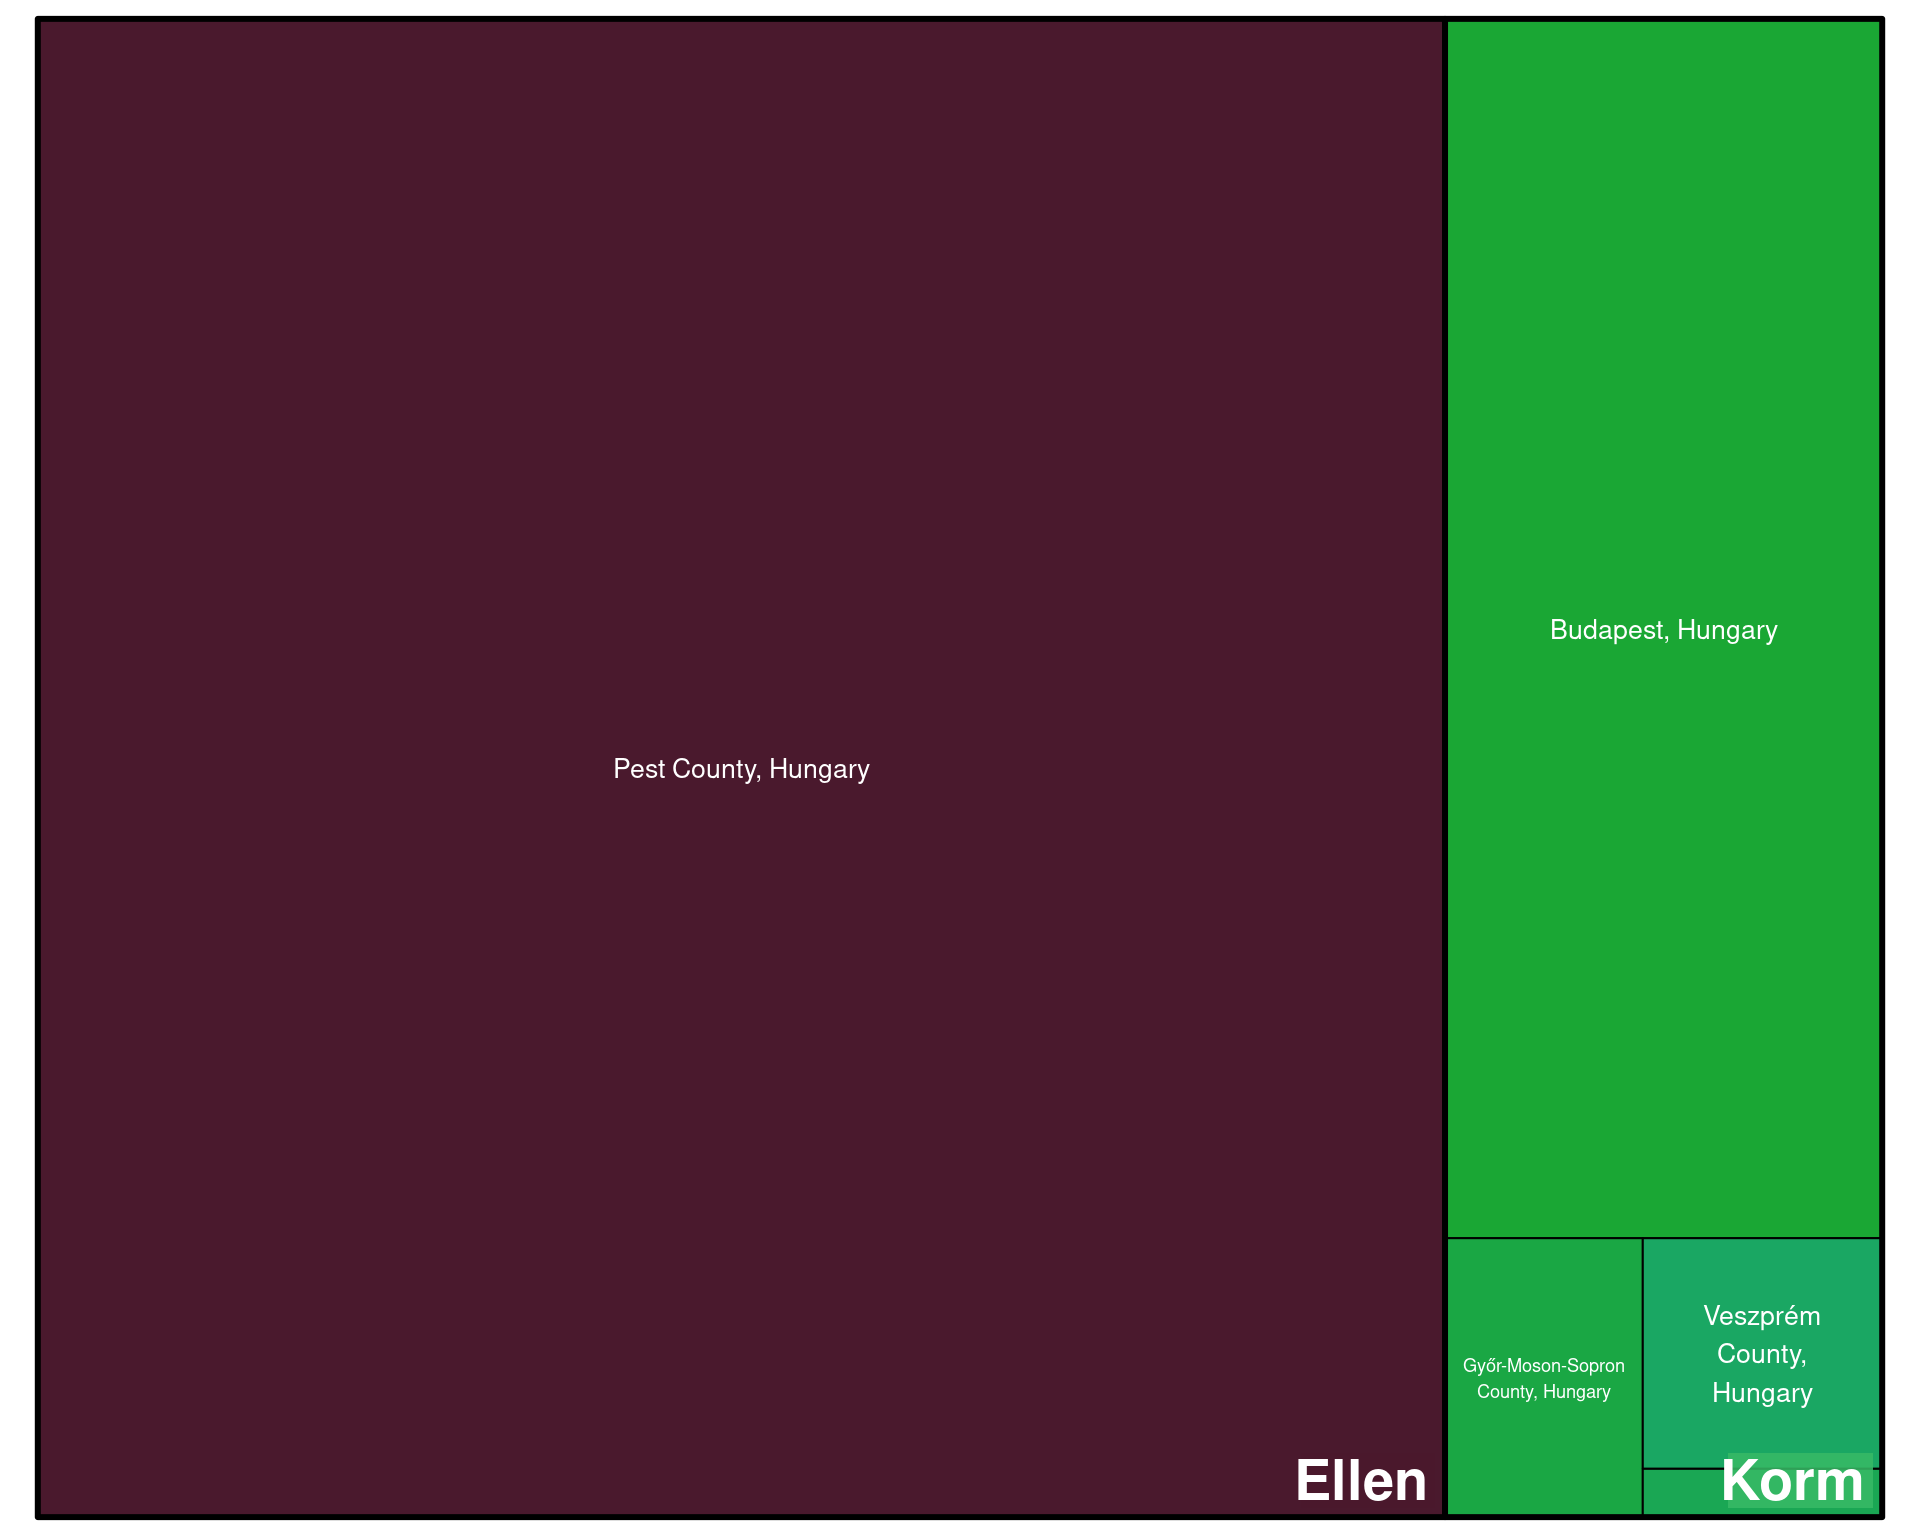 Budapest, Hungary
Pest County, Hungary
Veszprém
County,
Hungary
Győr-Moson-Sopron
County, Hungary
Ellen
Korm